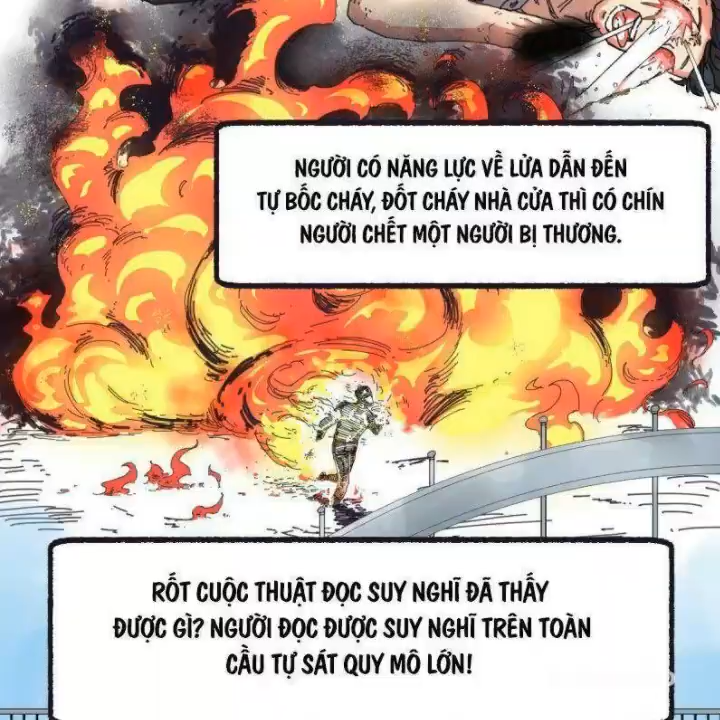 NGƯỜI CÓ NĂNG LỰC VỀ LỬA DẪN ĐẾN
TỰ BỐC CHÁY, ĐỐT CHÁY NHÀ CỬA THÌ CÓ CHÍN
NGƯỜI CHẾT MỘT NGƯỜI BỊ THƯƠNG.
RỐT CUỘC THUẬT ĐỌC SUY NGHĨ ĐÃ THẤY
ĐƯỢC GÌ? NGƯỜI ĐỌC ĐƯỢC SUY NGHĨ TRÊN TOÀN
CẦU TỰ SÁT QUY MÔ LỚN!